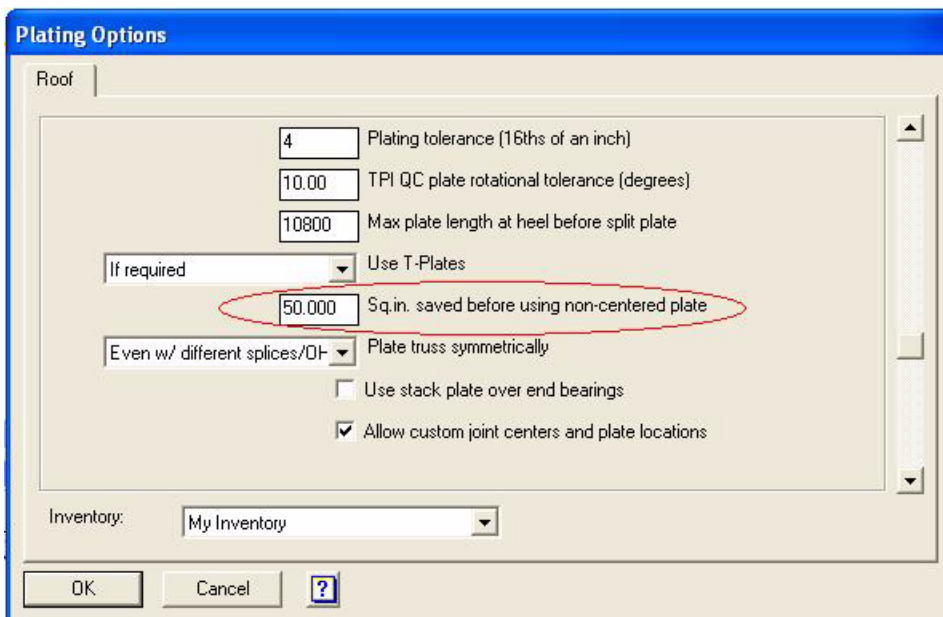 Plating Options
Roof
4 Plating tolerance (16ths of an inch)
10.00 TPI QC plate rotational tolerance (degrees)
10800 Max plate length at heel before split plate
If required Use T-Plates
50.000 Sq.in. saved before using non-centered plate
Even w/ different splices/OH Plate truss symmetrically
Use stack plate over end bearings
Allow custom joint centers and plate locations
Inventory: My Inventory
OK Cancel ?